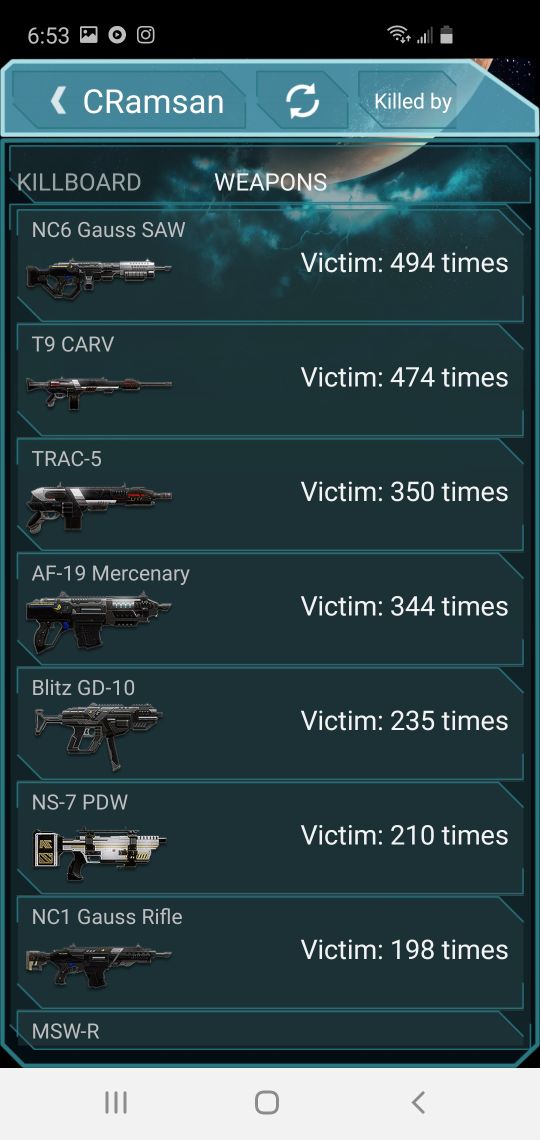 6:53
CRamsan
Killed by
KILLBOARD
WEAPONS
NC6 Gauss SAW
Victim: 494 times
T9 CARV
Victim: 474 times
TRAC-5
Victim: 350 times
AF-19 Mercenary
Victim: 344 times
Blitz GD-10
Victim: 235 times
NS-7 PDW
Victim: 210 times
NC1 Gauss Rifle
Victim: 198 times
MSW-R